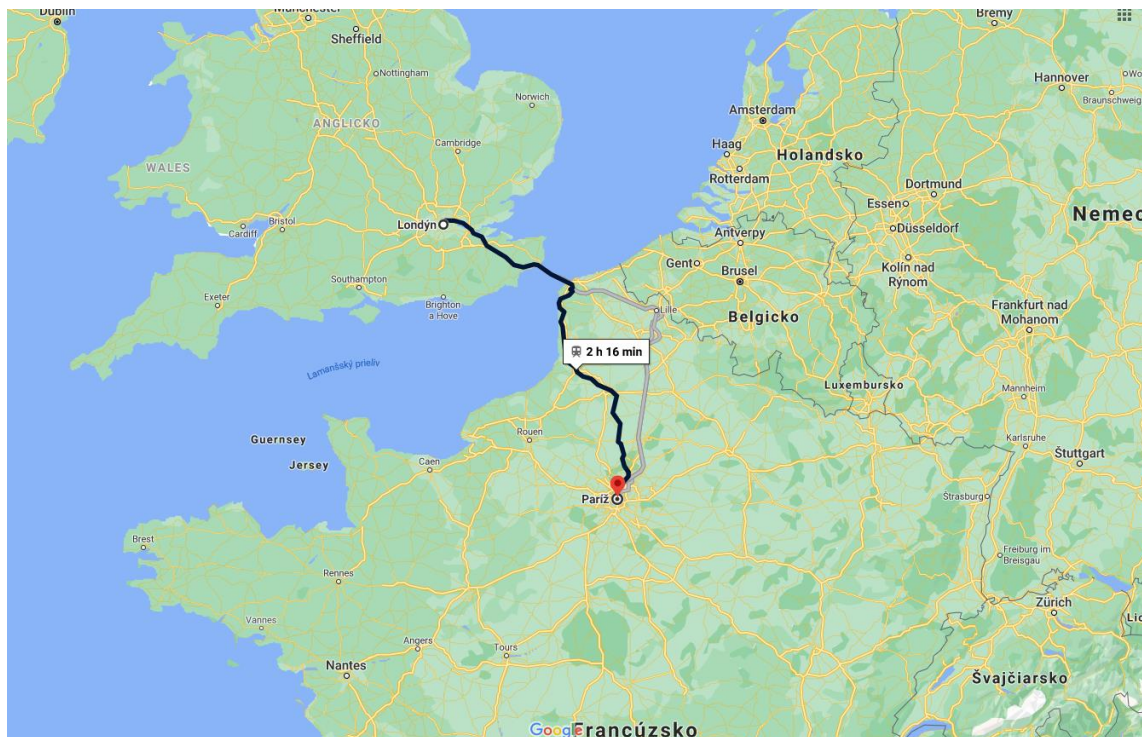 Dublin
Manchester
Sheffield
Nottingham
Norwich
ANGLICKO
Cambridge
WALES
Londýn
Cardiff
Bristol
Southampton
Brighton
a Hove
Exeter
Lamanšský prieliv
Guernsey
Jersey
Brémy
Hannover
Braunschweig
Amsterdam
Haag
Rotterdam
Holandsko
Dortmund
Essen
Düsseldorf
Nemec
Antverpy
Gent
Brusel
Kolín nad
Rýnom
Lille
Belgicko
Frankfurt nad
Mohanom
2 h 16 min
Luxembursko
Mannheim
Karlsruhe
Štuttgart
Rouen
Caen
Paríž
Štrasburg
Brest
Rennes
Freiburg im
Breisgau
Vannes
Angers
Tours
Nantes
Zürich
Švajčiarsko
Google
Francúzsko